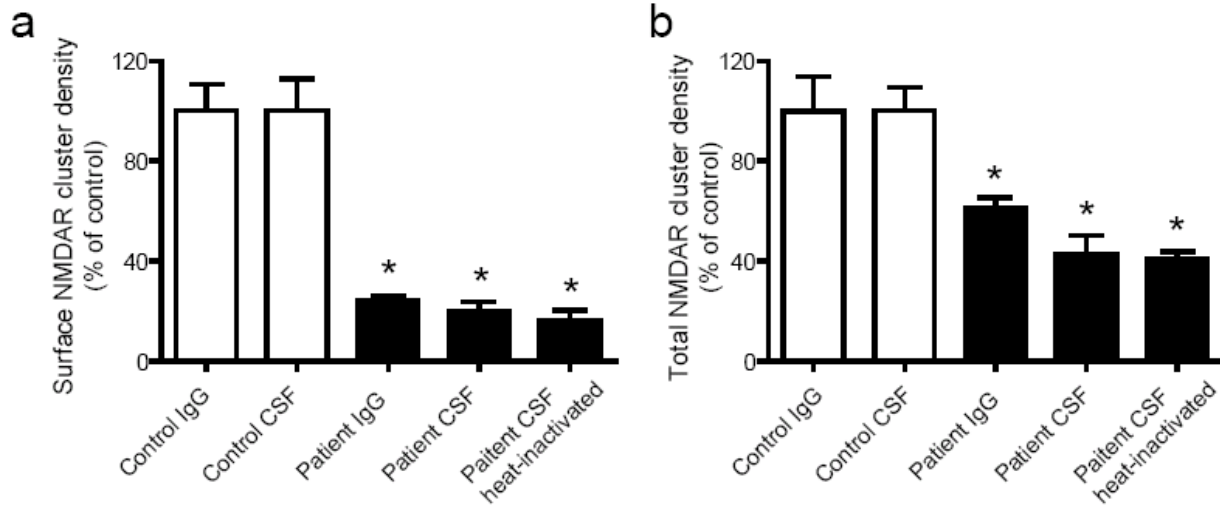 a
Surface NMDAR cluster density
(% of control)
120
80
40
0
*
*
*
Control IgG
Control CSF
Patient IgG
Patient CSF
Paitent CSF
heat-inactivated
b
Total NMDAR cluster density
(% of control)
120
80
40
0
*
*
*
Control IgG
Control CSF
Patient IgG
Patient CSF
Patient CSF
heat-inactivated